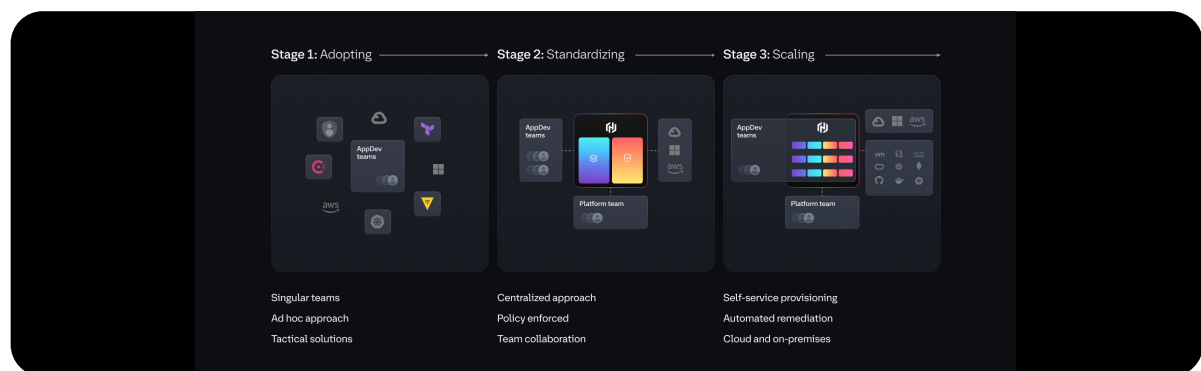 Stage 1: Adopting
AppDev
teams
aws
Singular teams
Ad hoc approach
Tactical solutions
Stage 2: Standardizing
AppDev
teams
aws
Platform team
Centralized approach
Policy enforced
Team collaboration
Stage 3: Scaling
AppDev
teams
aws
vm
Platform team
Self-service provisioning
Automated remediation
Cloud and on-premises